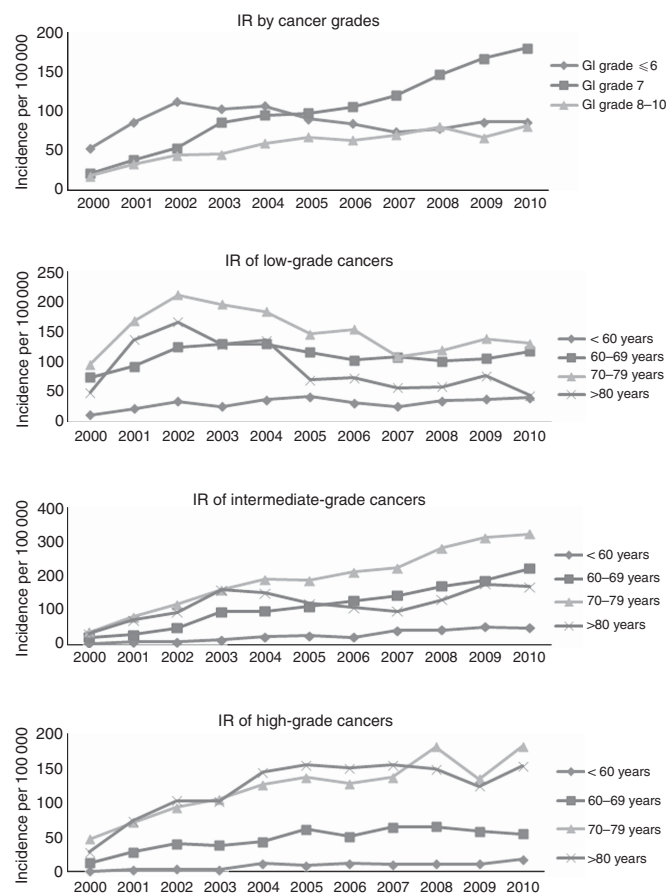 IR by cancer grades
Incidence per 100 000
200
150
100
50
0
2000 2001 2002 2003 2004 2005 2006 2007 2008 2009 2010
Gl grade ⩽6
Gl grade 7
Gl grade 8–10
IR of low-grade cancers
Incidence per 100 000
250
200
150
100
50
0
2000 2001 2002 2003 2004 2005 2006 2007 2008 2009 2010
< 60 years
60–69 years
70–79 years
>80 years
IR of intermediate-grade cancers
Incidence per 100 000
400
300
200
100
0
2000 2001 2002 2003 2004 2005 2006 2007 2008 2009 2010
< 60 years
60–69 years
70–79 years
>80 years
IR of high-grade cancers
Incidence per 100 000
200
150
100
50
0
2000 2001 2002 2003 2004 2005 2006 2007 2008 2009 2010
< 60 years
60–69 years
70–79 years
>80 years